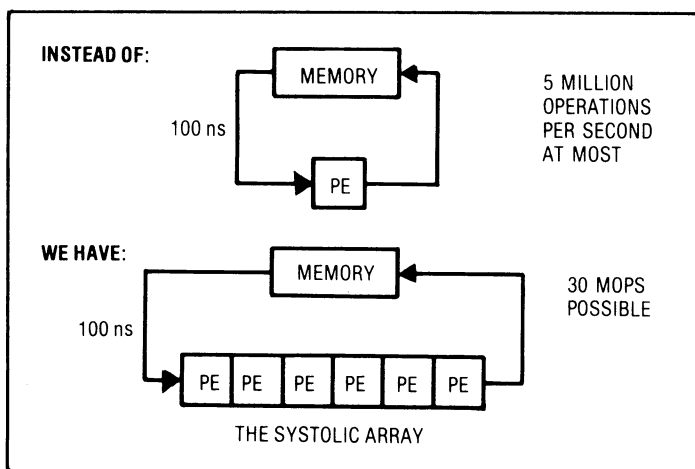 INSTEAD OF:
MEMORY
100 ns
PE
5 MILLION
OPERATIONS
PER SECOND
AT MOST
WE HAVE:
MEMORY
100 ns
PE PE PE PE PE PE
30 MOPS
POSSIBLE
THE SYSTOLIC ARRAY